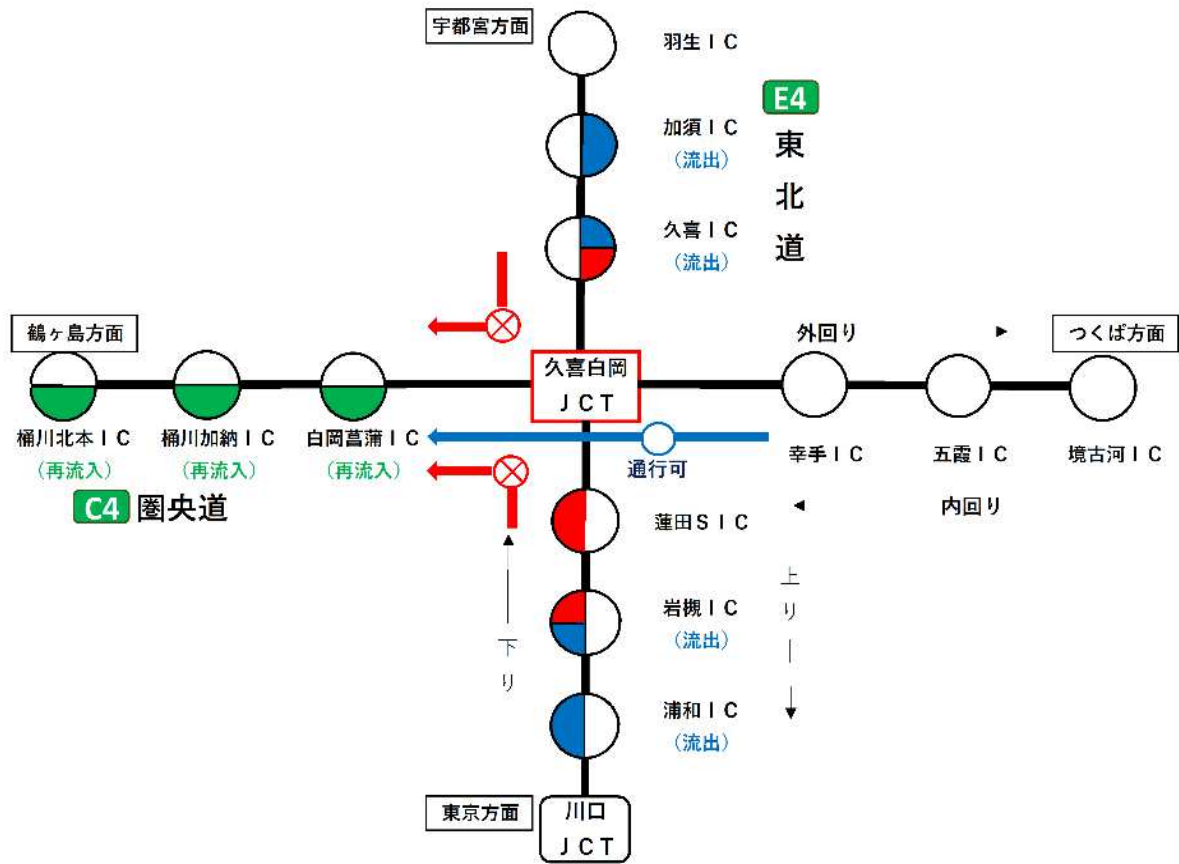 宇都宮方面
羽生ＩＣ
E4
東北道
加須ＩＣ
（流出）
久喜ＩＣ
（流出）
鶴ヶ島方面
久喜白岡
ＪＣＴ
外回り
つくば方面
桶川北本ＩＣ
（再流入）
桶川加納ＩＣ
（再流入）
白岡菖蒲ＩＣ
（再流入）
通行可
幸手ＩＣ
五霞ＩＣ
境古河ＩＣ
C4 圏央道
内回り
蓮田ＳＩＣ
上り
下り
岩槻ＩＣ
（流出）
浦和ＩＣ
（流出）
東京方面
川口
ＪＣＴ